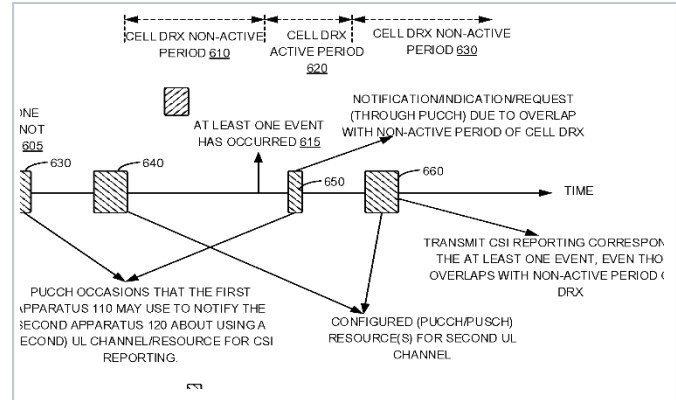 CELL DRX NON-ACTIVE
PERIOD 610
CELL DRX
ACTIVE PERIOD
620
CELL DRX NON-ACTIVE
PERIOD 630
NOTIFICATION/INDICATION/REQUEST
(THROUGH PUCCH) DUE TO OVERLAP
WITH NON-ACTIVE PERIOD OF CELL DRX
AT LEAST ONE EVENT
HAS OCCURRED 615
NOT
605
630
640
650
660
TIME
TRANSMIT CSI REPORTING
THE AT LEAST ONE EVENT, EVEN
OVERLAPS WITH NON-ACTIVE PERIOD
DRX
PUCCH OCCASIONS THAT THE FIRST
APPARATUS 110 MAY USE TO NOTIFY THE
SECOND APPARATUS 120 ABOUT USING A
UL CHANNEL/RESOURCE FOR CSI
REPORTING.
CONFIGURED (PUCCH/PUSCH)
RESOURCE(S) FOR SECOND UL
CHANNEL